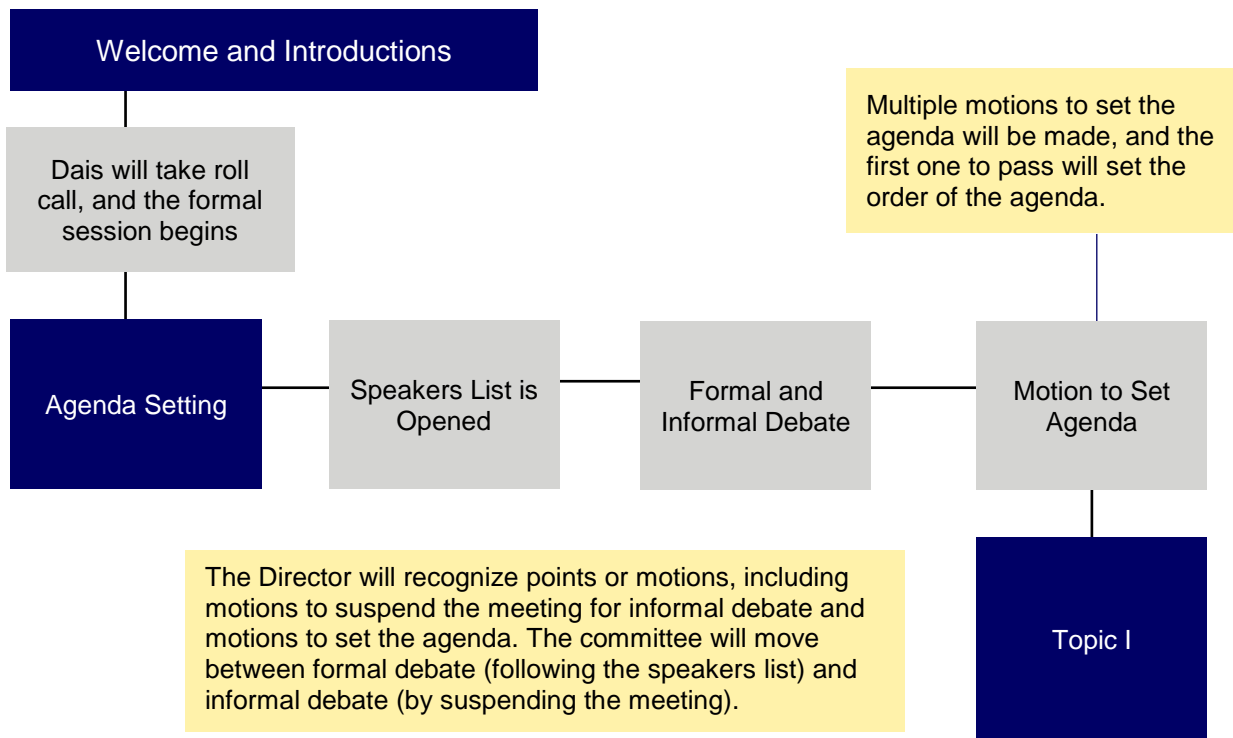 Welcome and Introductions
Dais will take roll
call, and the formal
session begins
Multiple motions to set the
agenda will be made, and the
first one to pass will set the
order of the agenda.
Agenda Setting
Speakers List is
Opened
Formal and
Informal Debate
Motion to Set
Agenda
The Director will recognize points or motions, including
motions to suspend the meeting for informal debate and
motions to set the agenda. The committee will move
between formal debate (following the speakers list) and
informal debate (by suspending the meeting).
Topic I